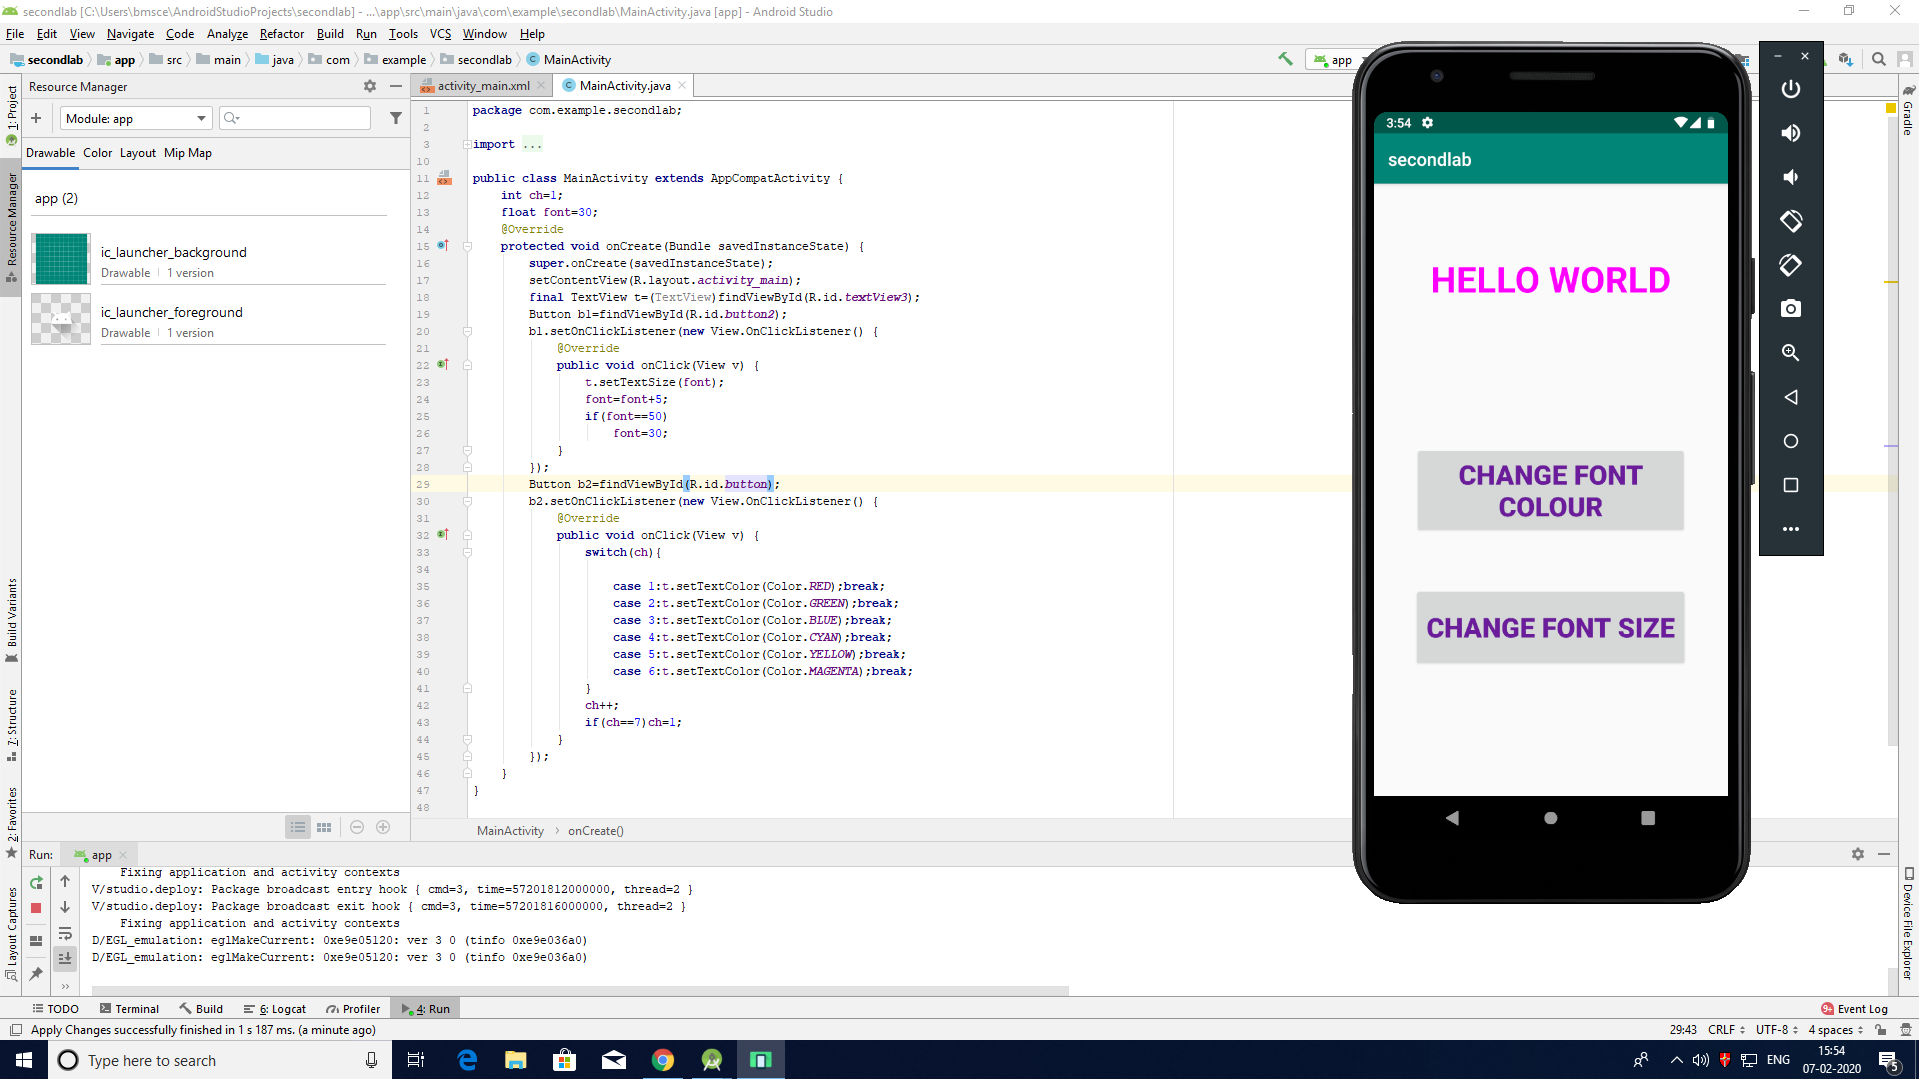 secondlab [C:\Users\bmsce\AndroidStudioProjects\secondlab] - ...\app\src\main\java\com\example\secondlab\MainActivity.java [app] - Android Studio
File Edit View Navigate Code Analyze Refactor Build Run Tools VCS Window Help
secondlab app src main java com example secondlab MainActivity
app
Resource Manager
activity_main.xml MainActivity.java
Module: app
Drawable Color Layout Mip Map
app (2)
ic_launcher_background
Drawable 1 version
ic_launcher_foreground
Drawable 1 version
1: Project
Resource Manager
Build Variants
7: Structure
2: Favorites
Layout Captures
1 package com.example.secondlab;
2
3 import ...
10
11 public class MainActivity extends AppCompatActivity {
12 int ch=1;
13 float font=30;
14 @Override
15 protected void onCreate(Bundle savedInstanceState) {
16 super.onCreate(savedInstanceState);
17 setContentView(R.layout.activity_main);
18 final TextView t=(TextView)findViewById(R.id.textView3);
19 Button b1=findViewById(R.id.button2);
20 b1.setOnClickListener(new View.OnClickListener() {
21 @Override
22 public void onClick(View v) {
23 t.setTextSize(font);
24 font=font+5;
25 if(font==50)
26 font=30;
27 }
28 });
29 Button b2=findViewById(R.id.button);
30 b2.setOnClickListener(new View.OnClickListener() {
31 @Override
32 public void onClick(View v) {
33 switch(ch){
34
35 case 1:t.setTextColor(Color.RED);break;
36 case 2:t.setTextColor(Color.GREEN);break;
37 case 3:t.setTextColor(Color.BLUE);break;
38 case 4:t.setTextColor(Color.CYAN);break;
39 case 5:t.setTextColor(Color.YELLOW);break;
40 case 6:t.setTextColor(Color.MAGENTA);break;
41 }
42 ch++;
43 if(ch==7)ch=1;
44 }
45 });
46 }
47 }
48
MainActivity › onCreate()
3:54
secondlab
HELLO WORLD
CHANGE FONT
COLOUR
CHANGE FONT SIZE
Gradle
Device File Explorer
Run: app
Fixing application and activity contexts
V/studio.deploy: Package broadcast entry hook { cmd=3, time=57201812000000, thread=2 }
V/studio.deploy: Package broadcast exit hook { cmd=3, time=57201816000000, thread=2 }
Fixing application and activity contexts
D/EGL_emulation: eglMakeCurrent: 0xe9e05120: ver 3 0 (tinfo 0xe9e036a0)
D/EGL_emulation: eglMakeCurrent: 0xe9e05120: ver 3 0 (tinfo 0xe9e036a0)
TODO Terminal Build 6: Logcat Profiler 4: Run 9+ Event Log
Apply Changes successfully finished in 1 s 187 ms. (a minute ago) 29:43 CRLF UTF-8 4 spaces
Type here to search
ENG
15:54
07-02-2020
5